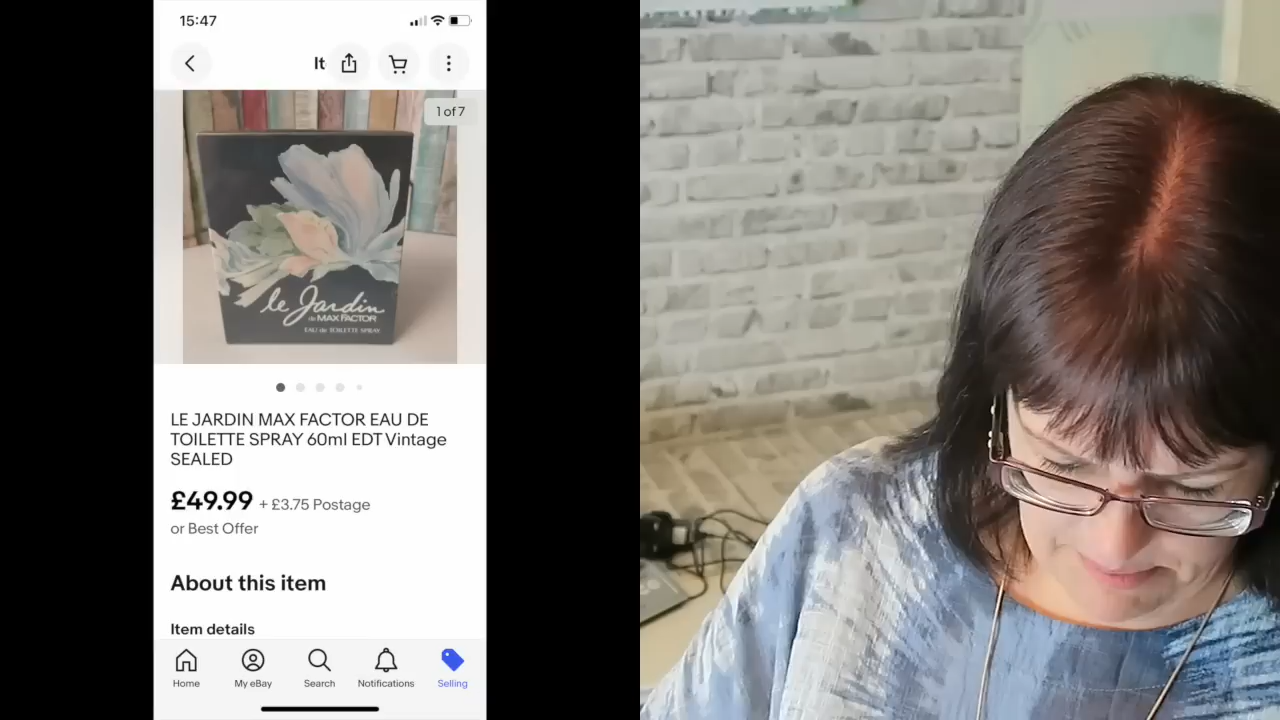 15:47
It
1 of 7
le Jardin
de MAX FACTOR
EAU de TOILETTE SPRAY
LE JARDIN MAX FACTOR EAU DE
TOILETTE SPRAY 60ml EDT Vintage
SEALED
£49.99 + £3.75 Postage
or Best Offer
About this item
Item details
Home
My eBay
Search
Notifications
Selling